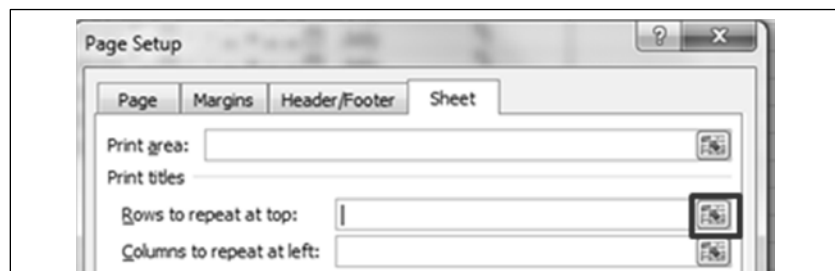 Page Setup
Page Margins Header/Footer Sheet
Print area:
Print titles
Rows to repeat at top:
Columns to repeat at left: